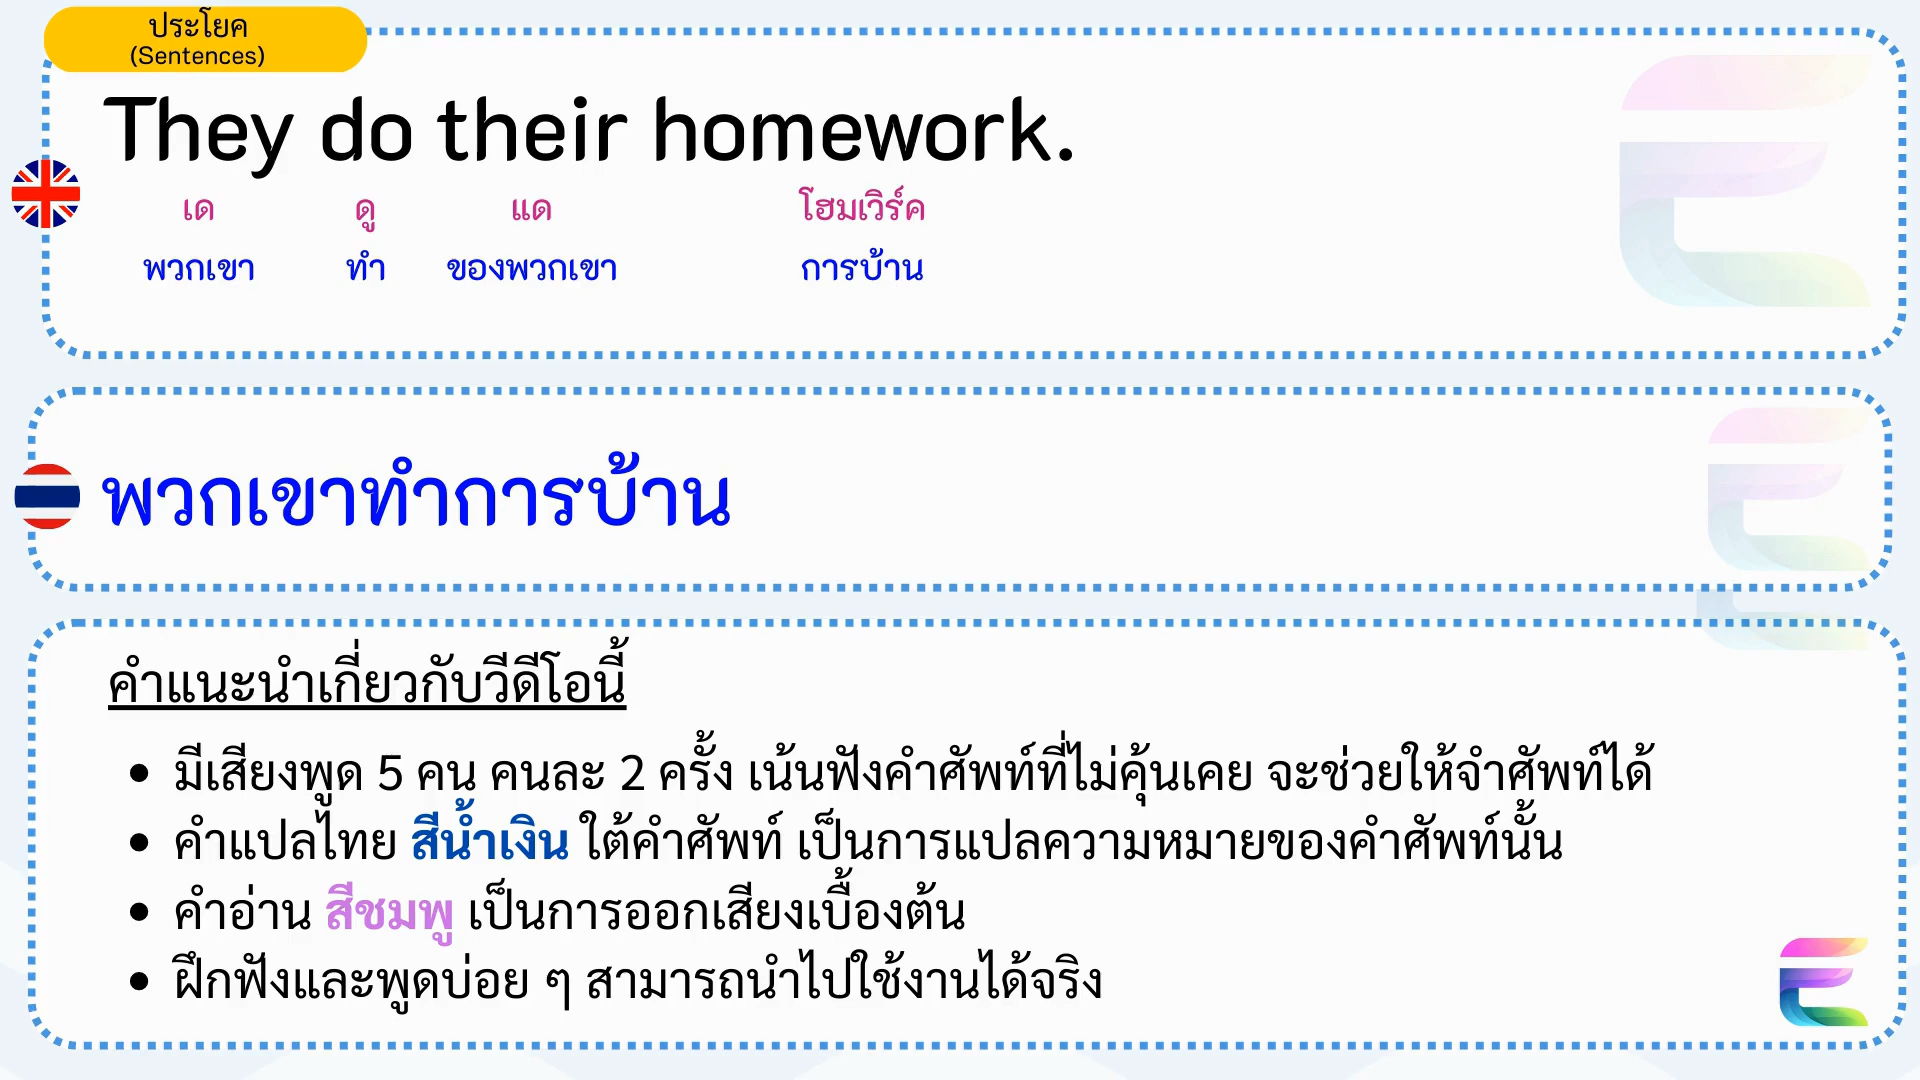 ประโยค
(Sentences)
They do their homework.
เด ดู แด โฮมเวิร์ค
พวกเขา ทำ ของพวกเขา การบ้าน
พวกเขาทำการบ้าน
คำแนะนำเกี่ยวกับวีดีโอนี้
• มีเสียงพูด 5 คน คนละ 2 ครั้ง เน้นฟังคำศัพท์ที่ไม่คุ้นเคย จะช่วยให้จำศัพท์ได้
• คำแปลไทย สีน้ำเงิน ใต้คำศัพท์ เป็นการแปลความหมายของคำศัพท์นั้น
• คำอ่าน สีชมพู เป็นการออกเสียงเบื้องต้น
• ฝึกฟังและพูดบ่อย ๆ สามารถนำไปใช้งานได้จริง